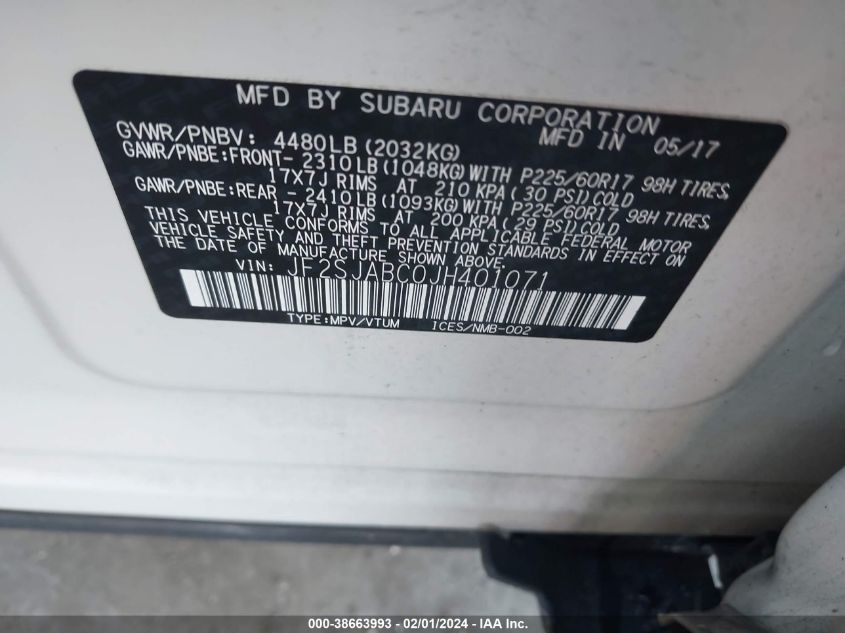 MFD BY SUBARU CORPORATION
MFD IN 05/17
GVWR/PNBV: 4480LB(2032KG)
GAWR/PNBE:FRONT- 2310LB(1048KG)WITH P225/60R17 98H TIRES,
17X7J RIMS AT 210 KPA(30 PSI)COLD
GAWR/PNBE:REAR - 2410LB(1093KG)WITH P225/60R17 98H TIRES,
17X7J RIMS AT 200 KPA(29 PSI)COLD
THIS VEHICLE CONFORMS TO ALL APPLICABLE FEDERAL MOTOR
VEHICLE SAFETY AND THEFT PREVENTION STANDARDS IN EFFECT ON
THE DATE OF MANUFACTURE SHOWN ABOVE.
VIN: JF2SJABC0JH401071
TYPE:MPV/VTUM ICES/NMB-002
000-38663993 - 02/01/2024 - IAA Inc.